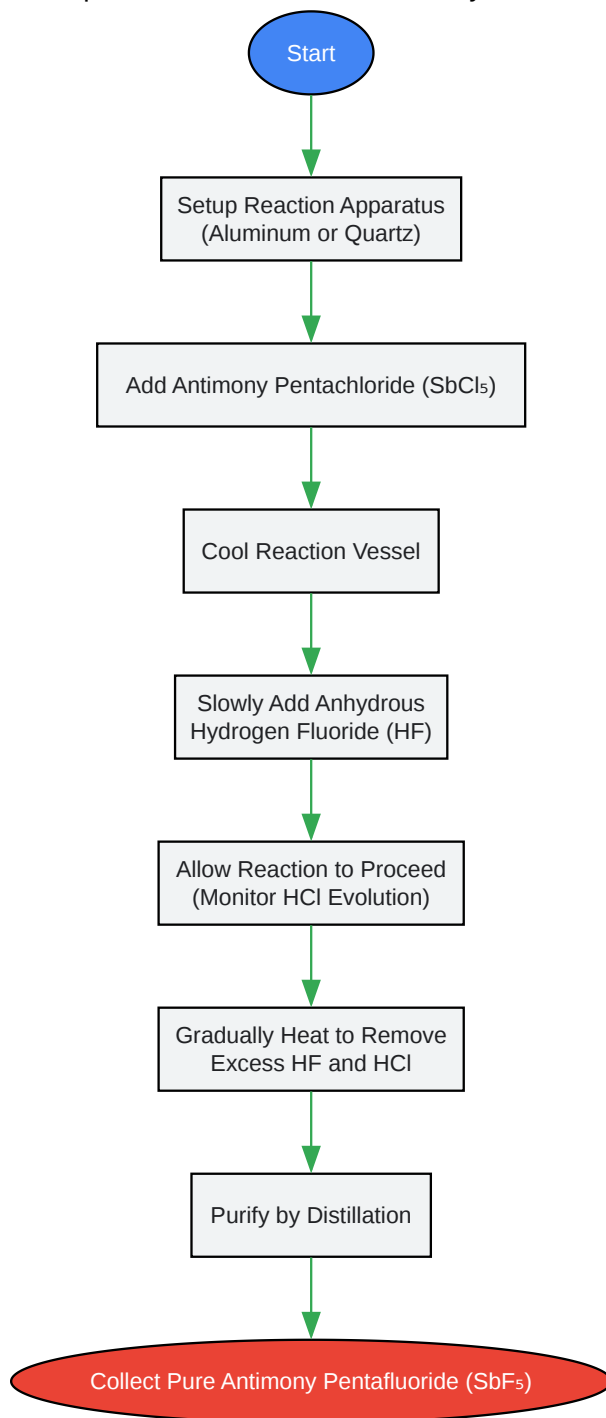 Start
Setup Reaction Apparatus
(Aluminum or Quartz)
Add Antimony Pentachloride (SbCl₅)
Cool Reaction Vessel
Slowly Add Anhydrous
Hydrogen Fluoride (HF)
Allow Reaction to Proceed
(Monitor HCl Evolution)
Gradually Heat to Remove
Excess HF and HCl
Purify by Distillation
Collect Pure Antimony Pentafluoride (SbF₅)